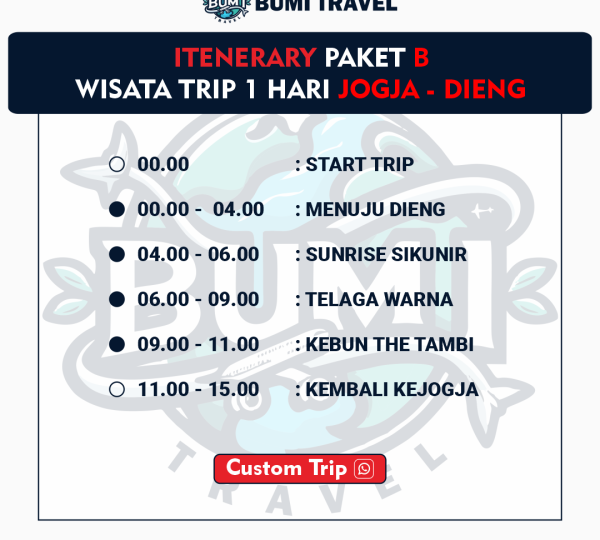 BUMI TRAVEL
BUMI
TRAVEL
ITENERARY PAKET B
WISATA TRIP 1 HARI JOGJA - DIENG
00.00 : START TRIP
00.00 - 04.00 : MENUJU DIENG
04.00 - 06.00 : SUNRISE SIKUNIR
06.00 - 09.00 : TELAGA WARNA
09.00 - 11.00 : KEBUN THE TAMBI
11.00 - 15.00 : KEMBALI KEJOGJA
BUMI
TRAVEL
Custom Trip